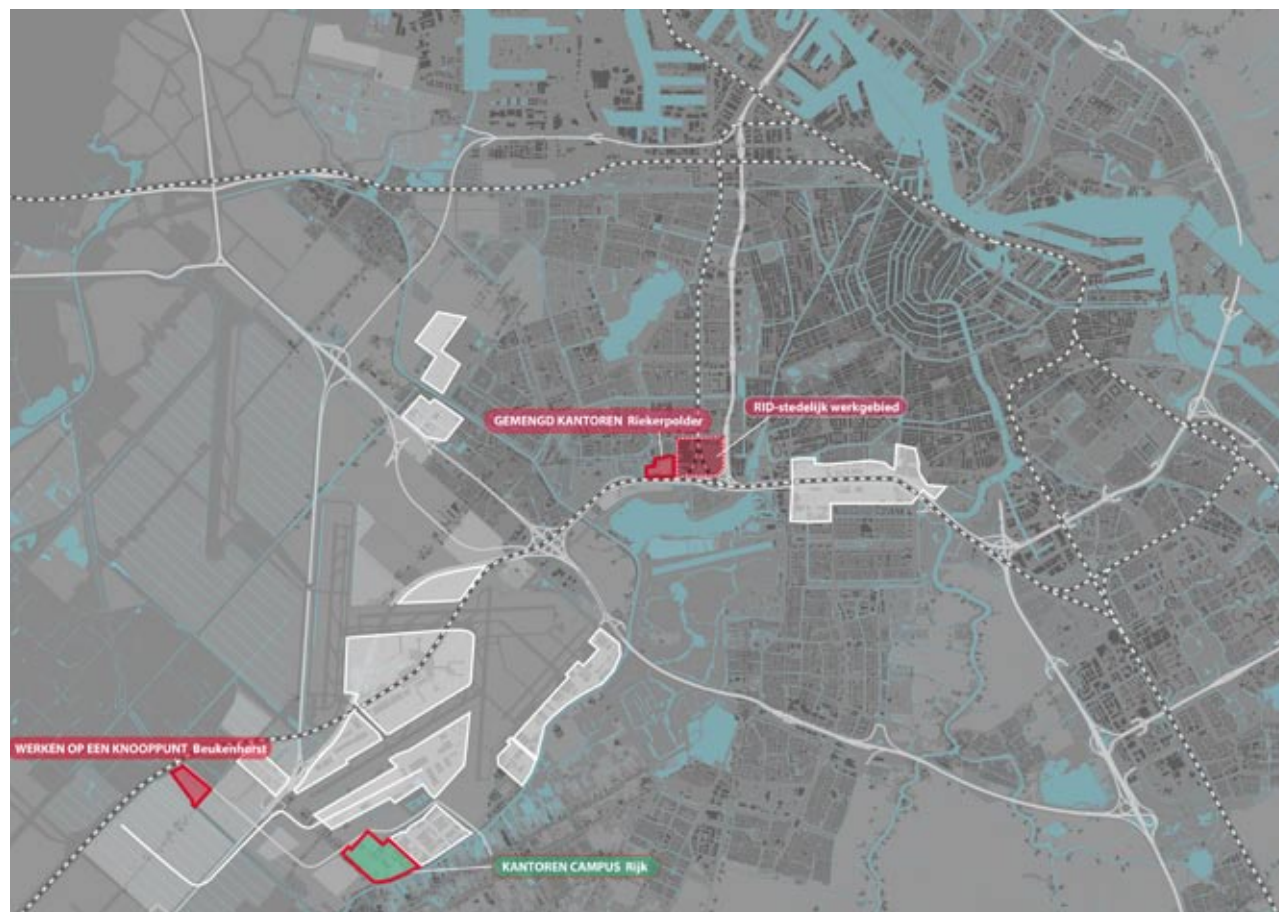 GEMENGD KANTOREN Riekerpolder
RID-stedelijk werkgebied
WERKEN OP EEN KNOOPPUNT Beukenhorst
KANTOREN CAMPUS Rijk